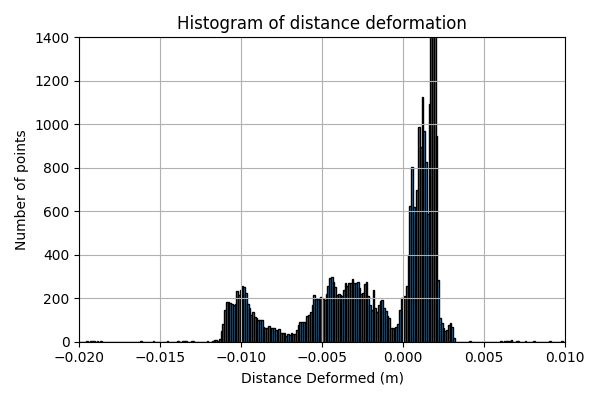 Histogram of distance deformation
1400
1200
1000
800
600
400
200
0
Number of points
−0.020 −0.015 −0.010 −0.005 0.000 0.005 0.010
Distance Deformed (m)